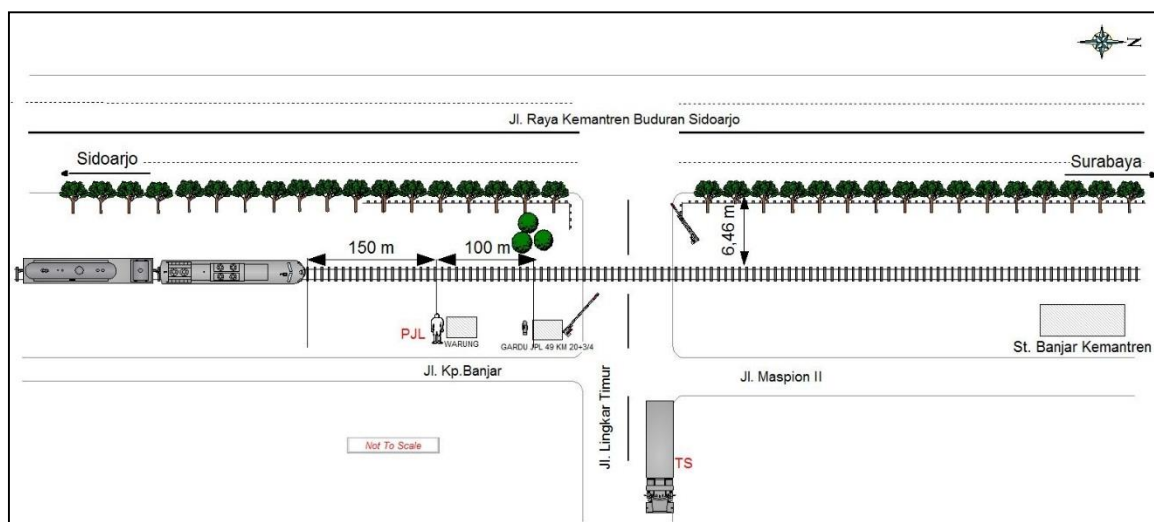 N
Jl. Raya Kemantren Buduran Sidoarjo
Sidoarjo
Surabaya
6,46 m
150 m
100 m
PJL
WARUNG
GARDU JPL 49 KM 20+3/4
St. Banjar Kemantren
Jl. Kp.Banjar
Jl. Maspion II
Jl. Lingkar Timur
Not To Scale
TS